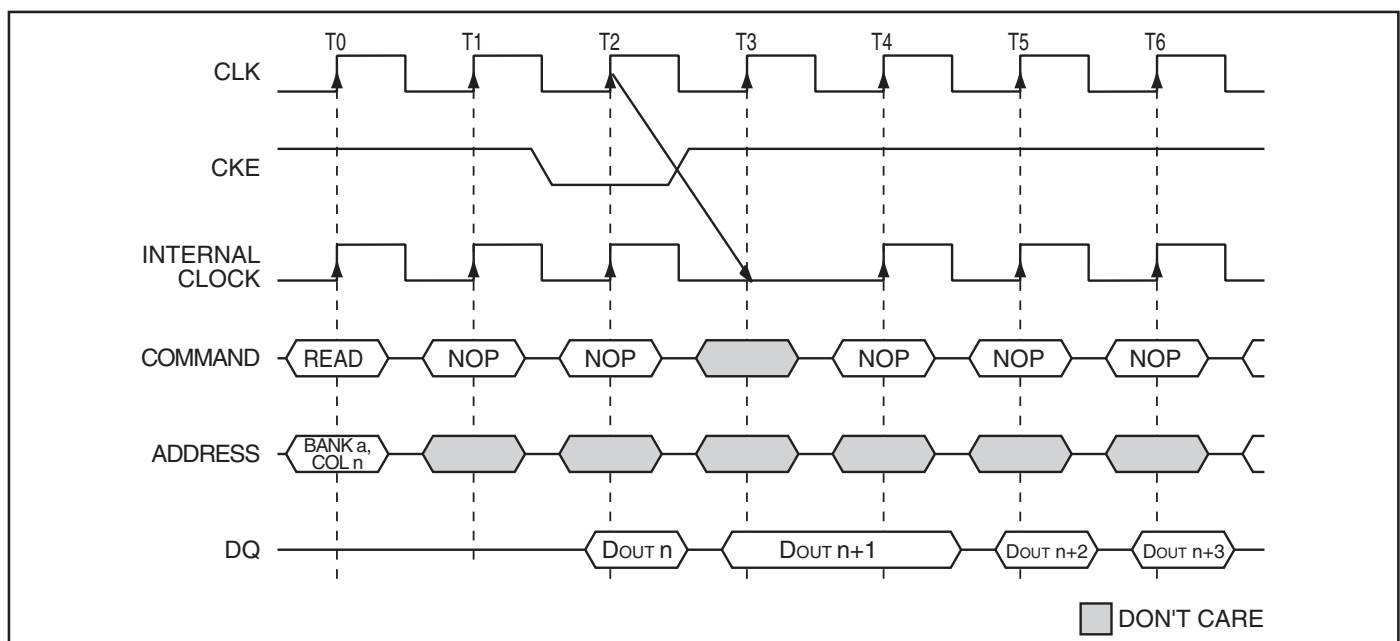 T0 T1 T2 T3 T4 T5 T6
CLK
CKE
INTERNAL
CLOCK
COMMAND READ NOP NOP NOP NOP NOP
ADDRESS BANK a,
COL n
DQ DOUT n DOUT n+1 DOUT n+2 DOUT n+3
DON'T CARE